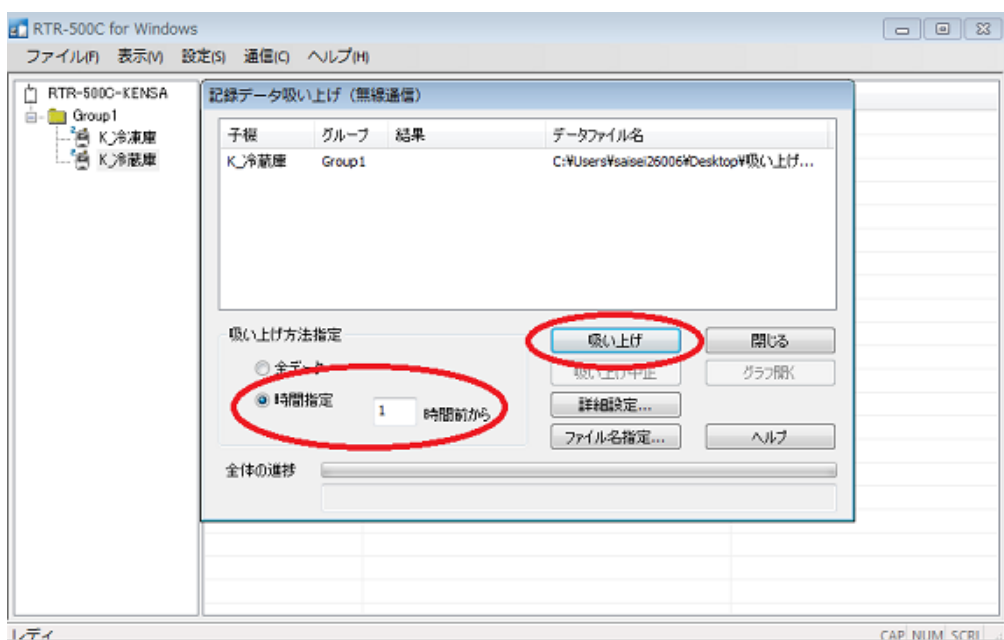 RTR-500C for Windows
ファイル(F) 表示(V) 設定(S) 通信(C) ヘルプ(H)
RTR-500C-KENSA
Group1
K_冷凍庫
K_冷蔵庫
記録データ吸い上げ（無線通信）
子機 グループ 結果 データファイル名
K_冷蔵庫 Group1 C:¥Users¥saisei26006¥Desktop¥吸い上げ...
吸い上げ方法指定
全データ
時間指定 1 時間前から
吸い上げ 閉じる
吸い上げ中止 グラフ開く
詳細設定...
ファイル名指定... ヘルプ
全体の進捗
レディ CAP NUM SCRL